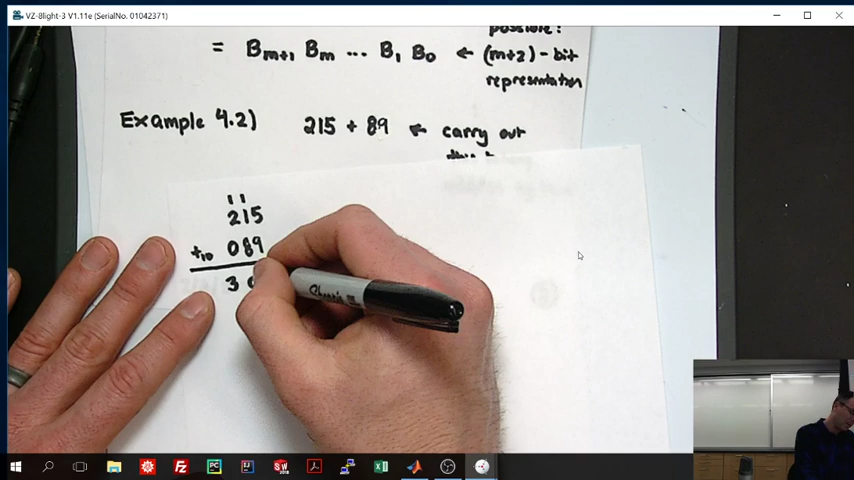 VZ-8light-3 V1.11e (SerialNo. 01042371)
possible!
= Bm+1 Bm ... B1 B0 ← (m+2) - bit
representation
Example 4.2) 215 + 89 ← carry out
11
215
+10 089
3
Sharpie